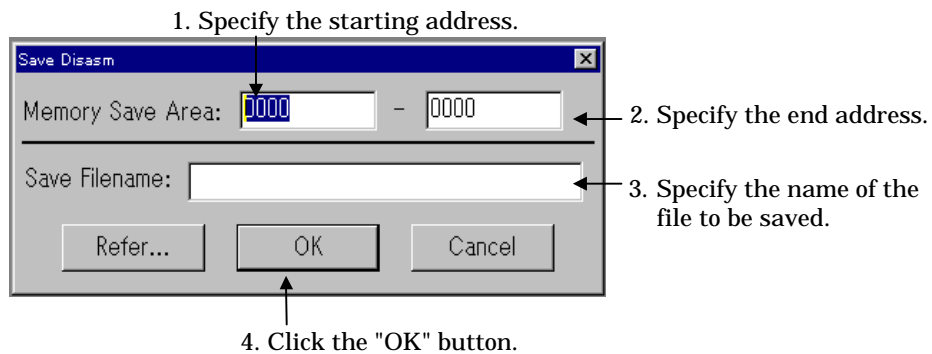 1. Specify the starting address.
Save Disasm
Memory Save Area: 0000 - 0000
2. Specify the end address.
Save Filename:
3. Specify the name of the
file to be saved.
Refer... OK Cancel
4. Click the "OK" button.